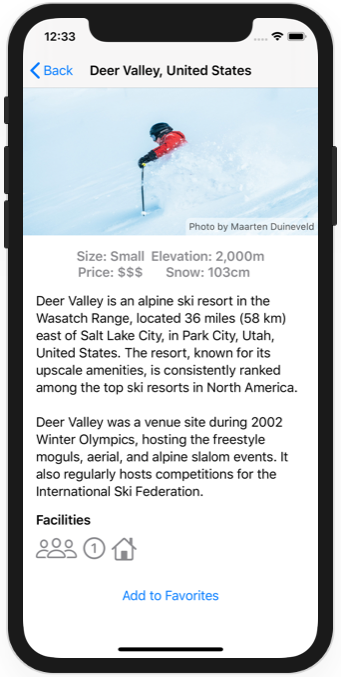 12:33
Back
Deer Valley, United States
Photo by Maarten Duineveld
Size: Small Elevation: 2,000m
Price: $$$ Snow: 103cm
Deer Valley is an alpine ski resort in the
Wasatch Range, located 36 miles (58 km)
east of Salt Lake City, in Park City, Utah,
United States. The resort, known for its
upscale amenities, is consistently ranked
among the top ski resorts in North America.
Deer Valley was a venue site during 2002
Winter Olympics, hosting the freestyle
moguls, aerial, and alpine slalom events. It
also regularly hosts competitions for the
International Ski Federation.
Facilities
1
Add to Favorites